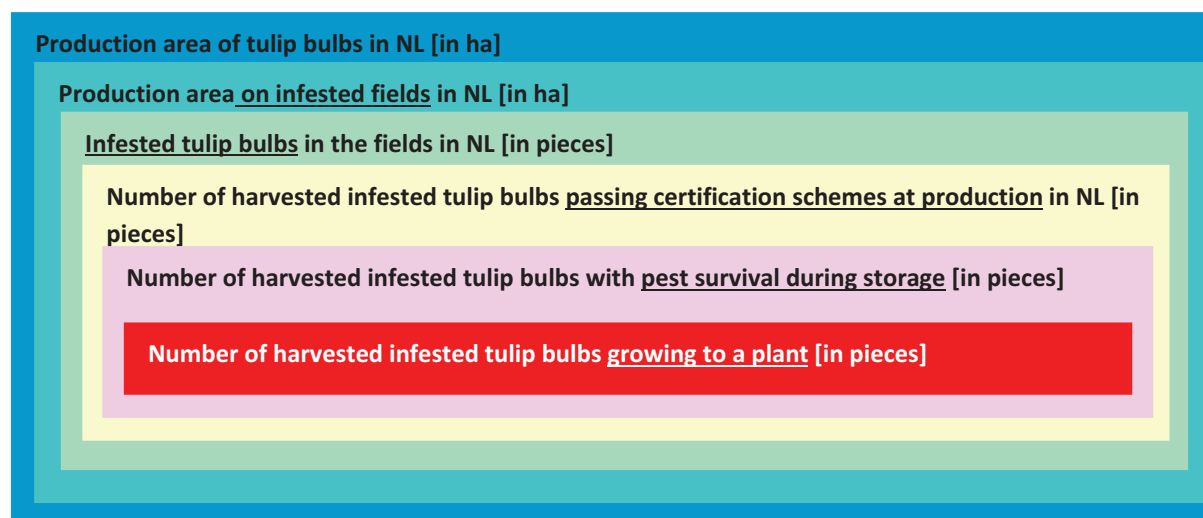 Production area of tulip bulbs in NL [in ha]
Production area on infested fields in NL [in ha]
Infested tulip bulbs in the fields in NL [in pieces]
Number of harvested infested tulip bulbs passing certification schemes at production in NL [in
pieces]
Number of harvested infested tulip bulbs with pest survival during storage [in pieces]
Number of harvested infested tulip bulbs growing to a plant [in pieces]